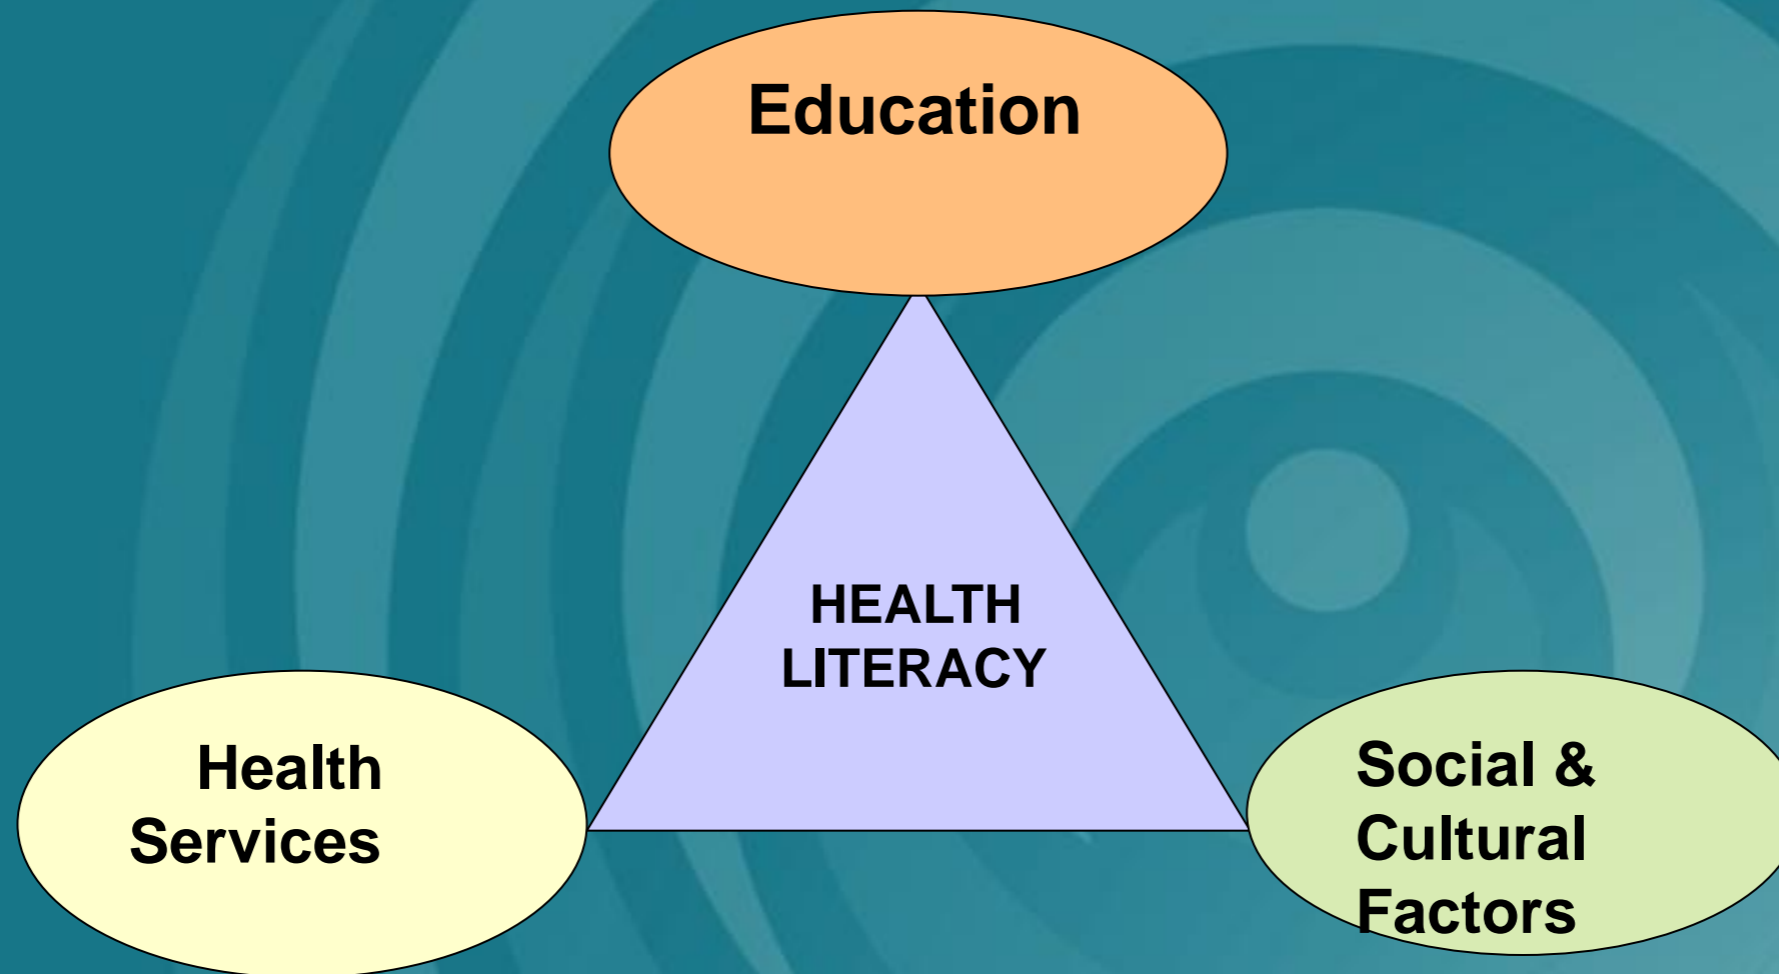 Education
HEALTH
LITERACY
Health
Services
Social &
Cultural
Factors